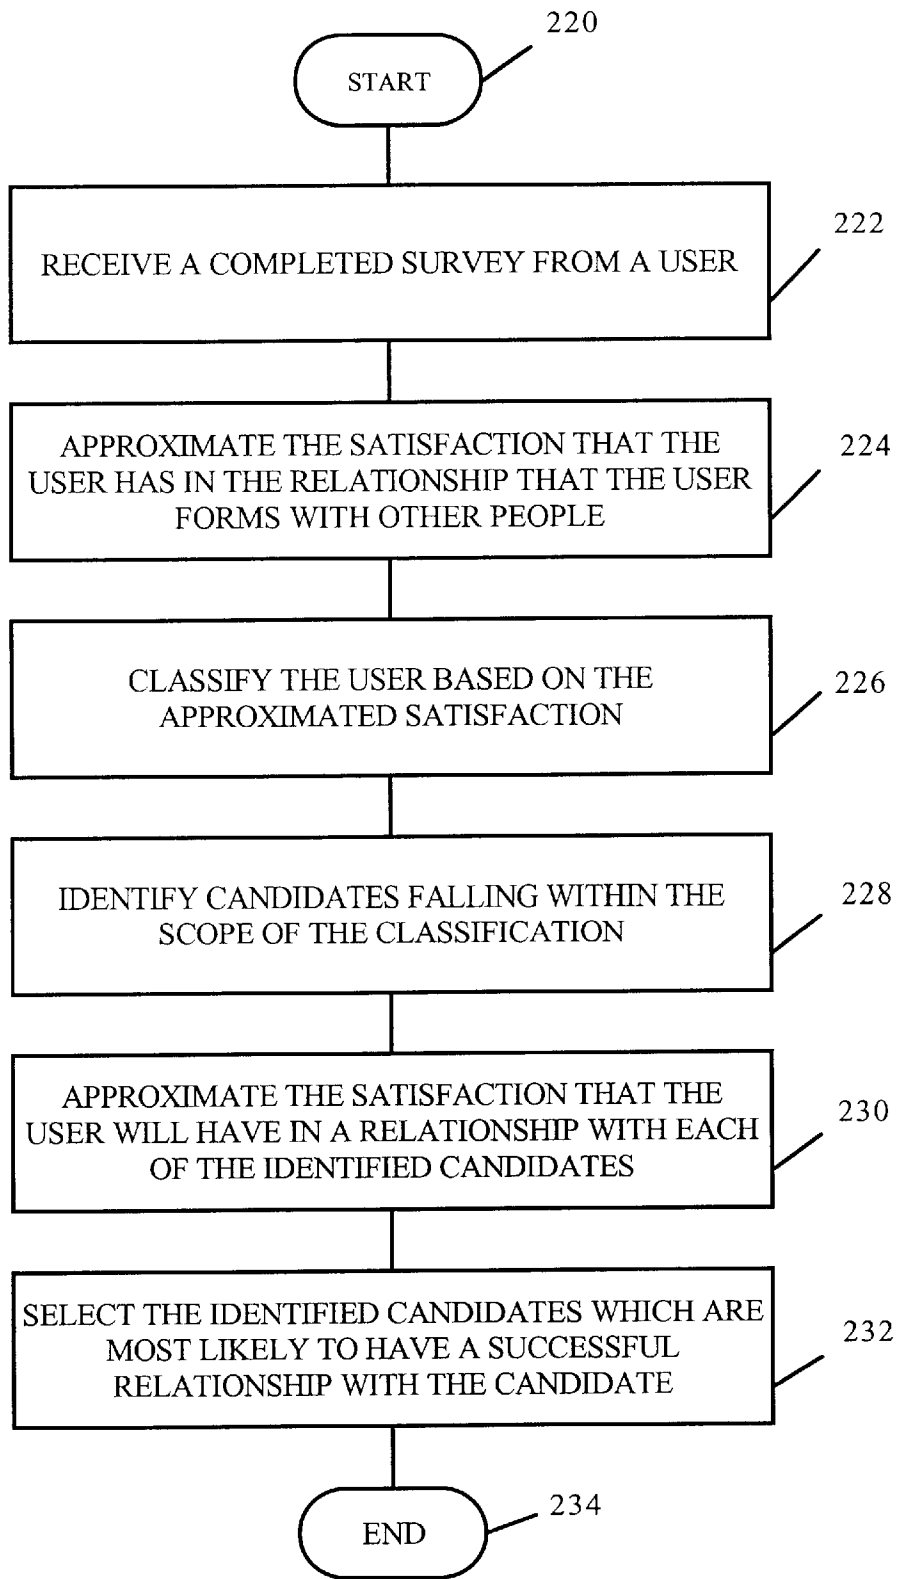 220
START
222
RECEIVE A COMPLETED SURVEY FROM A USER
224
APPROXIMATE THE SATISFACTION THAT THE
USER HAS IN THE RELATIONSHIP THAT THE USER
FORMS WITH OTHER PEOPLE
226
CLASSIFY THE USER BASED ON THE
APPROXIMATED SATISFACTION
228
IDENTIFY CANDIDATES FALLING WITHIN THE
SCOPE OF THE CLASSIFICATION
230
APPROXIMATE THE SATISFACTION THAT THE
USER WILL HAVE IN A RELATIONSHIP WITH EACH
OF THE IDENTIFIED CANDIDATES
232
SELECT THE IDENTIFIED CANDIDATES WHICH ARE
MOST LIKELY TO HAVE A SUCCESSFUL
RELATIONSHIP WITH THE CANDIDATE
234
END